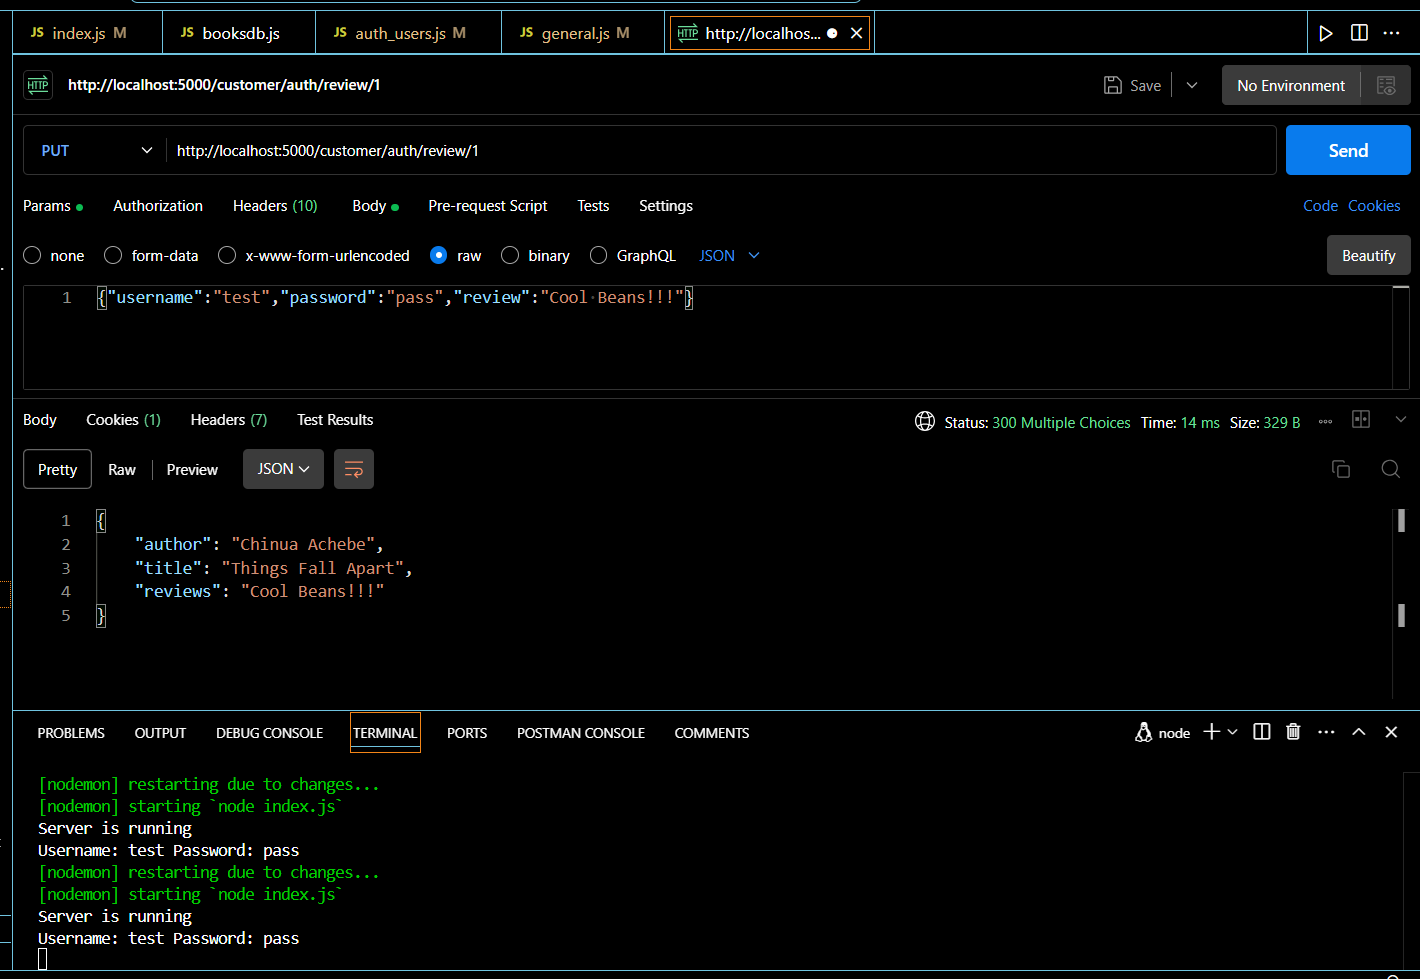 JS index.js M JS booksdb.js JS auth_users.js M JS general.js M HTTP http://localhos...
HTTP http://localhost:5000/customer/auth/review/1 Save No Environment
PUT http://localhost:5000/customer/auth/review/1 Send
Params Authorization Headers (10) Body Pre-request Script Tests Settings Code Cookies
none form-data x-www-form-urlencoded raw binary GraphQL JSON Beautify
1 {"username":"test","password":"pass","review":"Cool·Beans!!!"}
Body Cookies (1) Headers (7) Test Results Status: 300 Multiple Choices Time: 14 ms Size: 329 B
Pretty Raw Preview JSON
1 {
2 "author": "Chinua Achebe",
3 "title": "Things Fall Apart",
4 "reviews": "Cool Beans!!!"
5 }
PROBLEMS OUTPUT DEBUG CONSOLE TERMINAL PORTS POSTMAN CONSOLE COMMENTS node
[nodemon] restarting due to changes...
[nodemon] starting `node index.js`
Server is running
Username: test Password: pass
[nodemon] restarting due to changes...
[nodemon] starting `node index.js`
Server is running
Username: test Password: pass